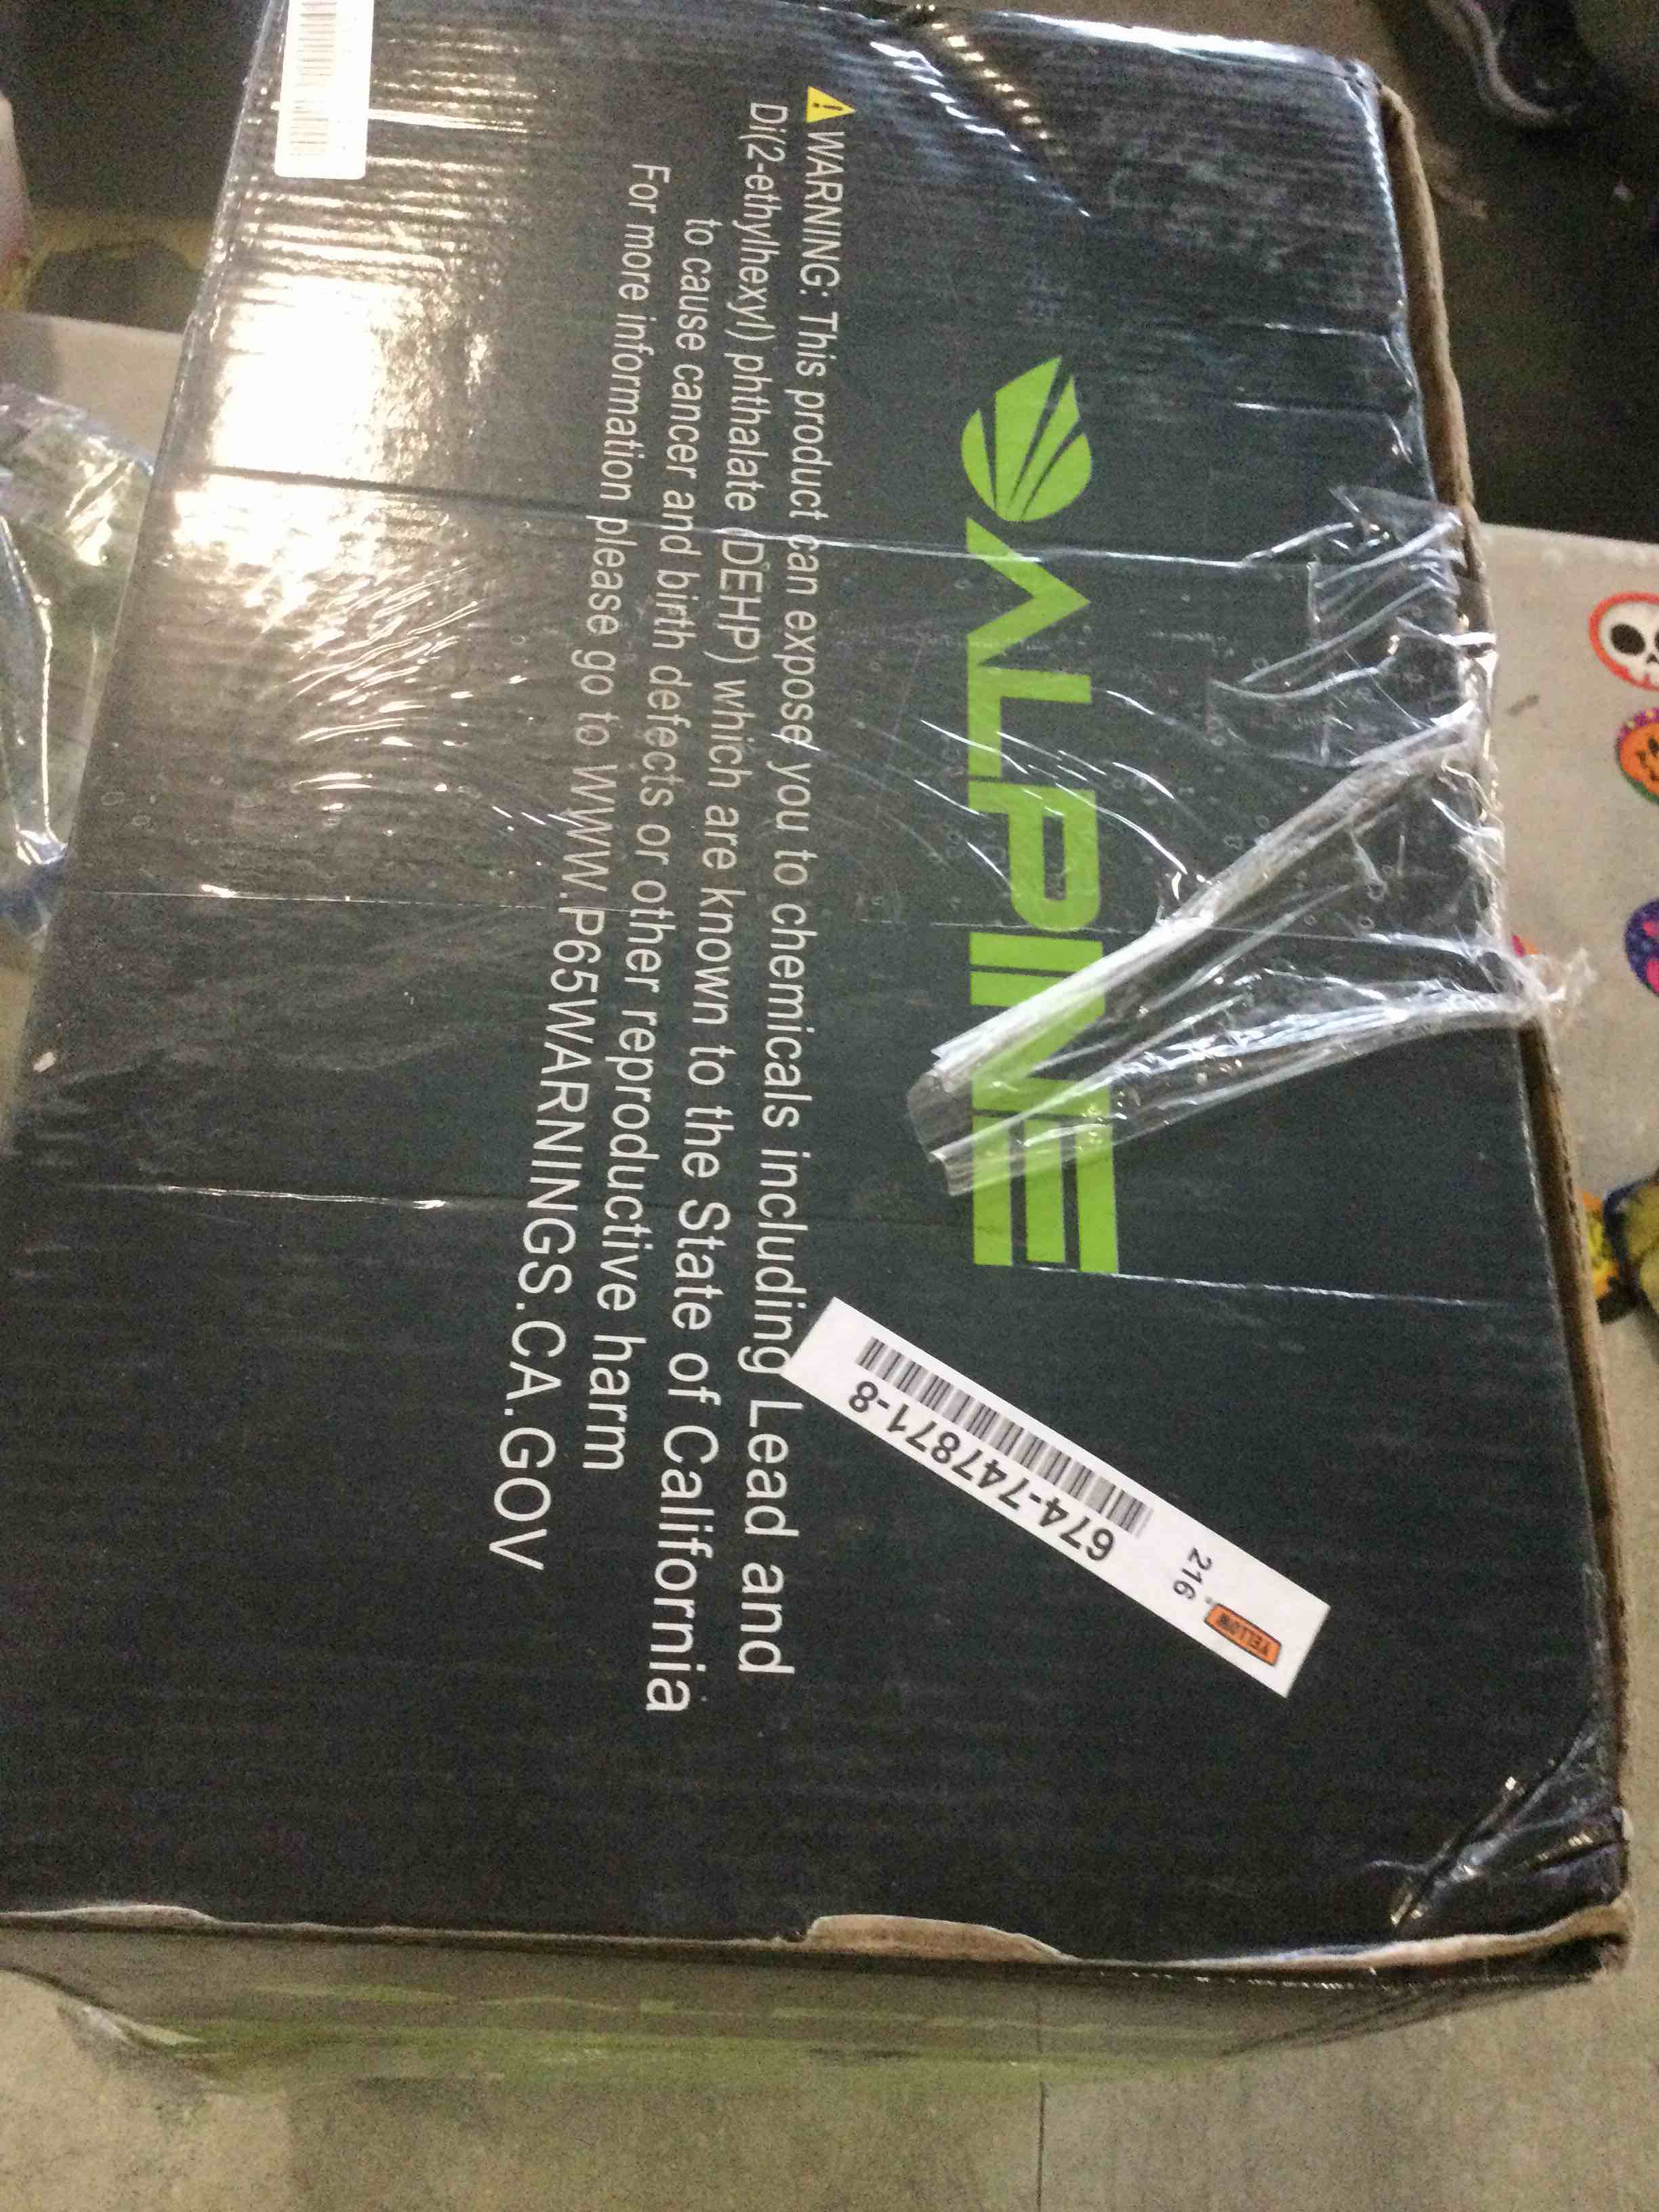 ALPINE
WARNING: This product can expose you to chemicals including Lead and
Di(2-ethylhexyl) phthalate (DEHP) which are known to the State of California
to cause cancer and birth defects or other reproductive harm
For more information please go to WWW.P65WARNINGS.CA.GOV
674-747871-8
216.
YELLOW